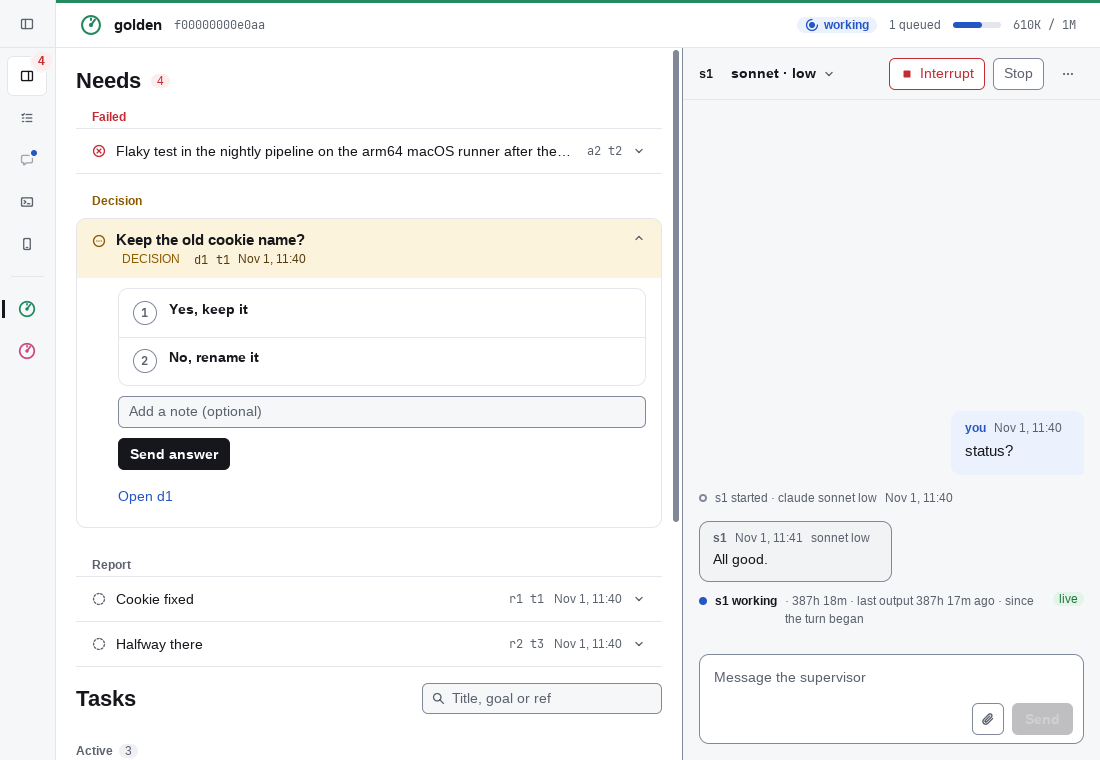 golden f00000000e0aa
working 1 queued 610K / 1M
4
Needs 4
Failed
Flaky test in the nightly pipeline on the arm64 macOS runner after the… a2 t2
Decision
Keep the old cookie name?
DECISION d1 t1 Nov 1, 11:40
1 Yes, keep it
2 No, rename it
Add a note (optional)
Send answer
Open d1
Report
Cookie fixed r1 t1 Nov 1, 11:40
Halfway there r2 t3 Nov 1, 11:40
Tasks
Title, goal or ref
Active 3
s1 sonnet · low
Interrupt
Stop
you Nov 1, 11:40
status?
s1 started · claude sonnet low Nov 1, 11:40
s1 Nov 1, 11:41 sonnet low
All good.
s1 working · 387h 18m · last output 387h 17m ago · since
the turn began
live
Message the supervisor
Send